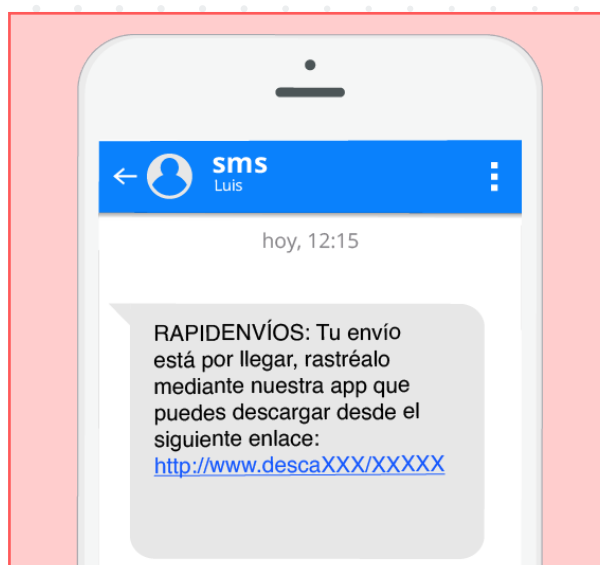 sms
Luis
hoy, 12:15
RAPIDENVÍOS: Tu envío
está por llegar, rastréalo
mediante nuestra app que
puedes descargar desde el
siguiente enlace:
http://www.descaXXX/XXXXX